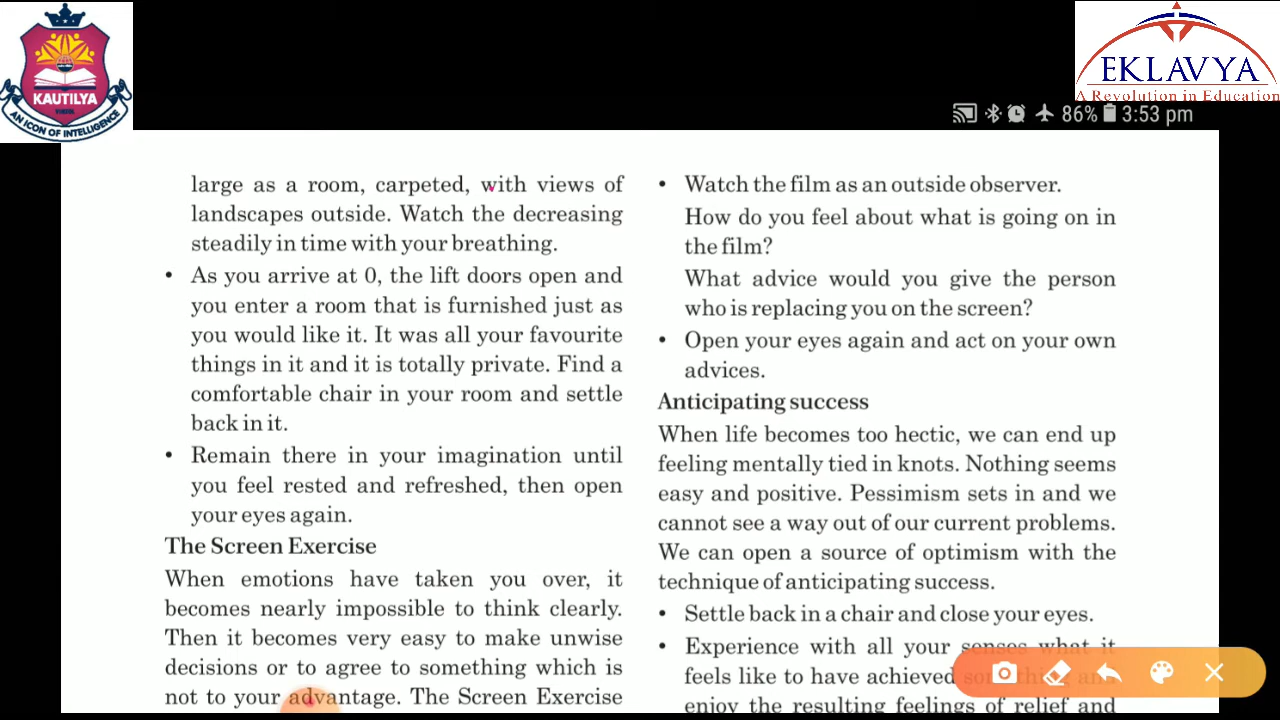 KAUTILYA
AN ICON OF INTELLIGENCE
EKLAVYA
A Revolution in Education
86% 3:53 pm
large as a room, carpeted, with views of
landscapes outside. Watch the decreasing
steadily in time with your breathing.
• As you arrive at 0, the lift doors open and
you enter a room that is furnished just as
you would like it. It was all your favourite
things in it and it is totally private. Find a
comfortable chair in your room and settle
back in it.
• Remain there in your imagination until
you feel rested and refreshed, then open
your eyes again.
The Screen Exercise
When emotions have taken you over, it
becomes nearly impossible to think clearly.
Then it becomes very easy to make unwise
decisions or to agree to something which is
not to your advantage. The Screen Exercise
• Watch the film as an outside observer.
How do you feel about what is going on in
the film?
What advice would you give the person
who is replacing you on the screen?
• Open your eyes again and act on your own
advices.
Anticipating success
When life becomes too hectic, we can end up
feeling mentally tied in knots. Nothing seems
easy and positive. Pessimism sets in and we
cannot see a way out of our current problems.
We can open a source of optimism with the
technique of anticipating success.
• Settle back in a chair and close your eyes.
• Experience with all your senses what it
feels like to have achieved something and
enjoy the resulting feelings of relief and